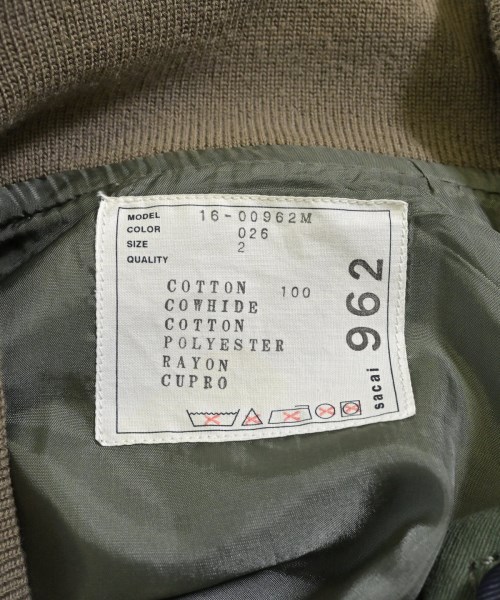 MODEL 16-00962M
COLOR 026
SIZE 2
QUALITY
COTTON 100
COWHIDE
COTTON
POLYESTER
RAYON
CUPRO
sacai 962